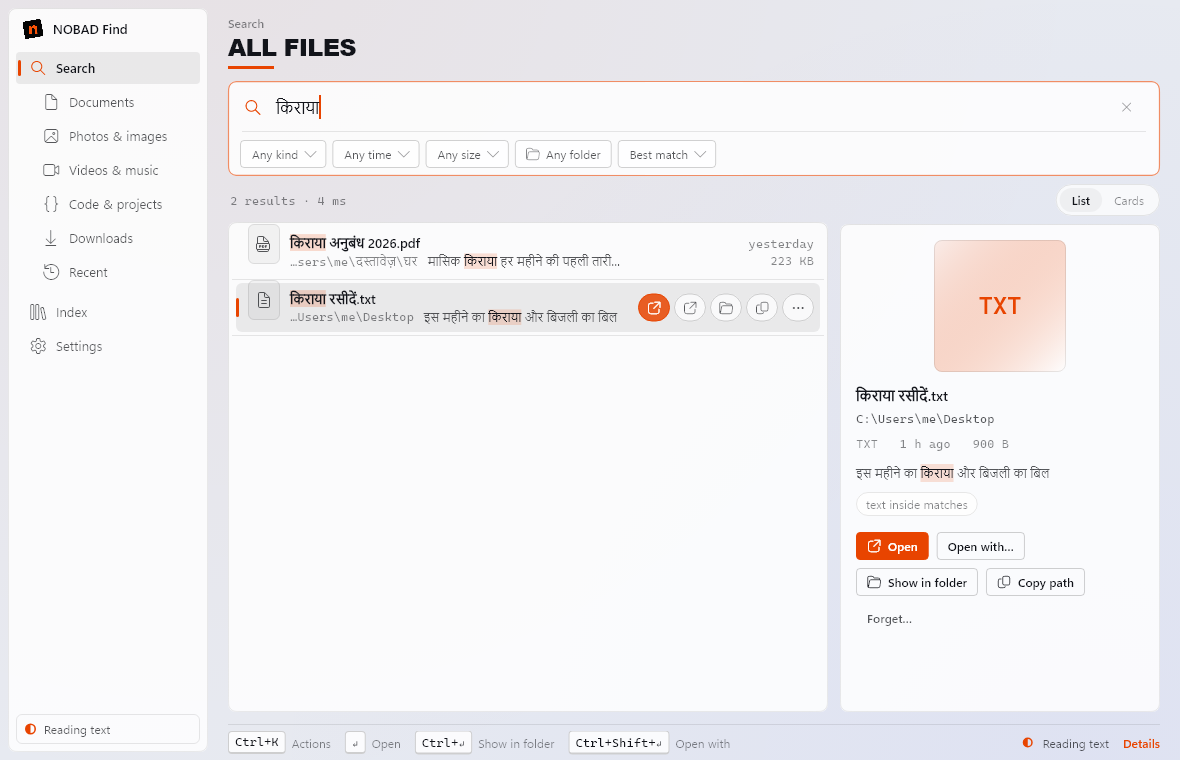 NOBAD Find
Search
Documents
Photos & images
Videos & music
Code & projects
Downloads
Recent
Index
Settings
Reading text
Search
ALL FILES
किराया
Any kind
Any time
Any size
Any folder
Best match
2 results · 4 ms
List
Cards
किराया अनुबंध 2026.pdf
yesterday
…sers\me\दस्तावेज़\घर मासिक किराया हर महीने की पहली तारी…
223 KB
किराया रसीदें.txt
…Users\me\Desktop इस महीने का किराया और बिजली का बिल
TXT
किराया रसीदें.txt
C:\Users\me\Desktop
TXT 1 h ago 900 B
इस महीने का किराया और बिजली का बिल
text inside matches
Open
Open with...
Show in folder
Copy path
Forget...
Ctrl+K Actions ↵ Open Ctrl+↵ Show in folder Ctrl+Shift+↵ Open with
Reading text Details